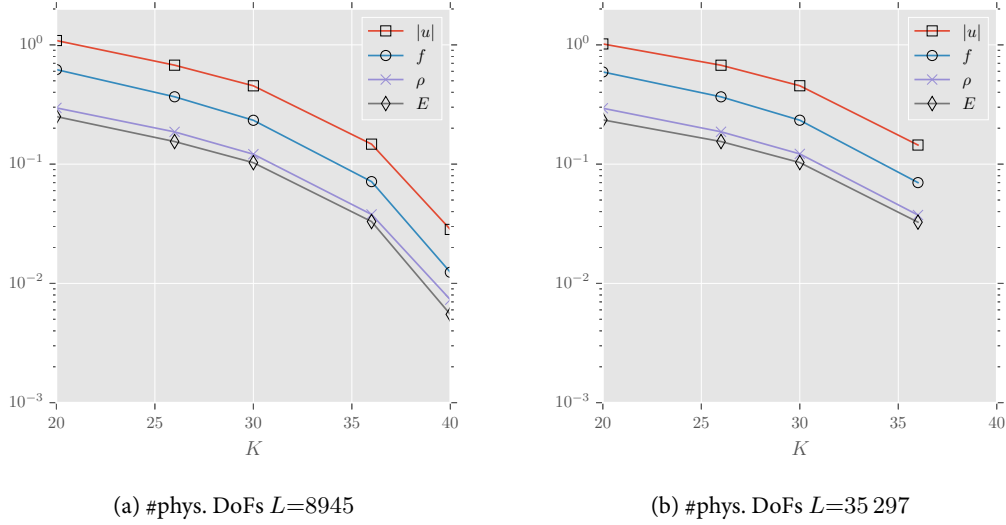 10^0
10^{-1}
10^{-2}
10^{-3}
20 25 30 35 40
K
|u|
f
ρ
E
(a) #phys. DoFs L=8945
10^0
10^{-1}
10^{-2}
10^{-3}
20 25 30 35 40
K
|u|
f
ρ
E
(b) #phys. DoFs L=35 297